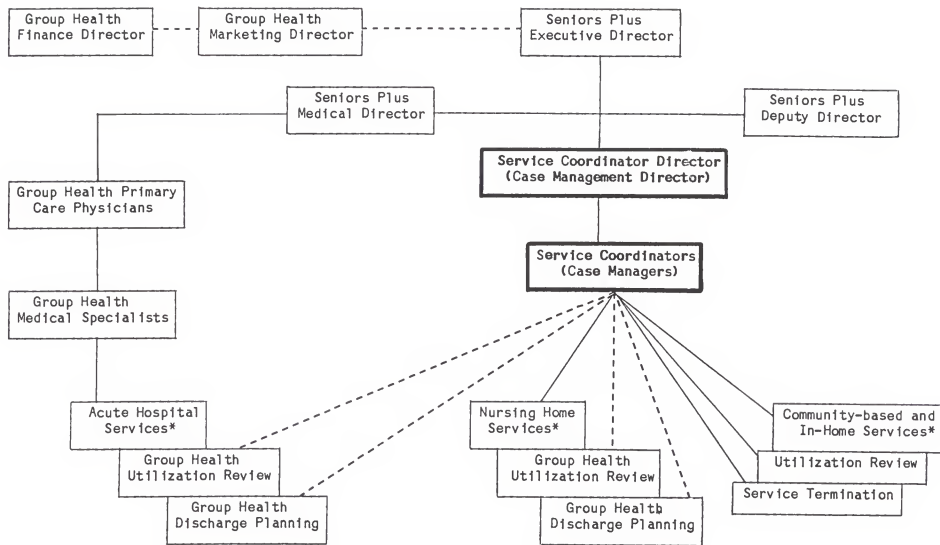 Group Health
Finance Director
Group Health
Marketing Director
Seniors Plus
Executive Director
Seniors Plus
Medical Director
Seniors Plus
Deputy Director
Service Coordinator Director
(Case Management Director)
Group Health Primary
Care Physicians
Service Coordinators
(Case Managers)
Group Health
Medical Specialists
Acute Hospital
Services*
Group Health
Utilization Review
Group Health
Discharge Planning
Nursing Home
Services*
Group Health
Utilization Review
Group Health
Discharge Planning
Community-based and
In-Home Services*
Utilization Review
Service Termination